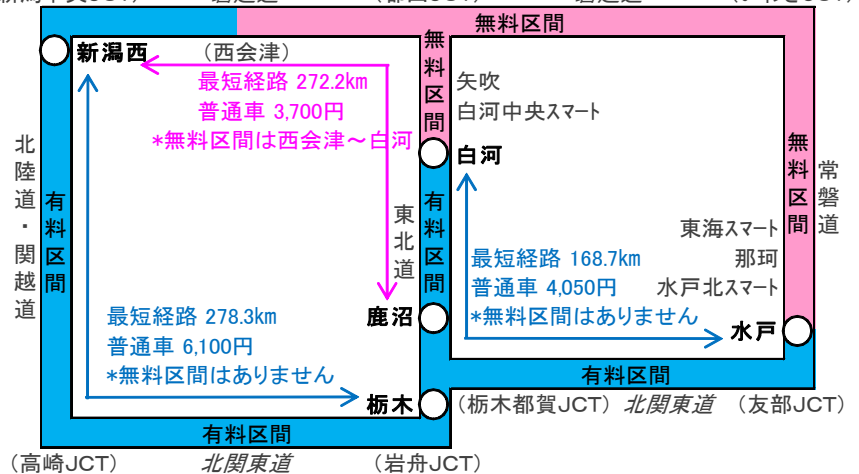 無料区間
新潟西
(西会津)
最短経路 272.2km
普通車 3,700円
*無料区間は西会津～白河
無料区間
矢吹
白河中央スマート
白河
無料区間
常磐道
北陸道・関越道
有料区間
東北道
有料区間
東海スマート
那珂
水戸北スマート
最短経路 168.7km
普通車 4,050円
*無料区間はありません
水戸
鹿沼
最短経路 278.3km
普通車 6,100円
*無料区間はありません
有料区間
栃木
(栃木都賀JCT) 北関東道 (友部JCT)
有料区間
(高崎JCT) 北関東道 (岩舟JCT)